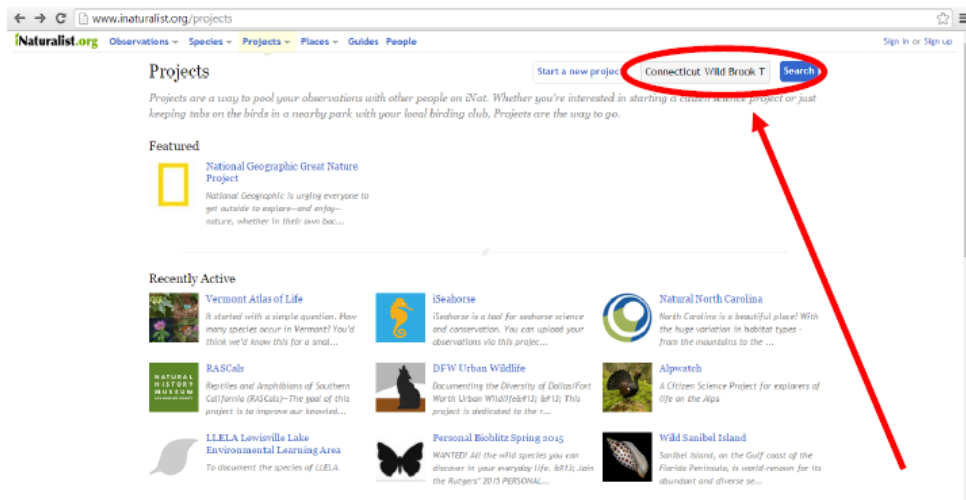 www.inaturalist.org/projects
iNaturalist.org Observations Species Projects Places Guides People Sign in or Sign up
Projects
Start a new projec Connecticut Wild Brook T Search
Projects are a way to pool your observations with other people on iNat. Whether you're interested in starting a citizen science project or just
keeping tabs on the birds in a nearby park with your local birding club, Projects are the way to go.
Featured
National Geographic Great Nature
Project
National Geographic is urging everyone to
get outside to explore—and enjoy—
nature, whether in their own bac...
Recently Active
Vermont Atlas of Life
It started with a simple question. How
many species occur in Vermont? You'd
think we'd know this for a smal...
iSeahorse
iSeahorse is a tool for seahorse science
and conservation. You can upload your
observations via this projec...
Natural North Carolina
North Carolina is a beautiful place! With
the huge variation in habitat types -
from the mountains to the ...
NATURAL
HISTORY
MUSEUM
RASCals
Reptiles and Amphibians of Southern
California (RASCals)—The goal of this
project is to improve our knowled...
DFW Urban Wildlife
Documenting the Diversity of Dallas/Fort
Worth Urban Wildlife&#13; &#13; This
project is dedicated to the r...
Alpwatch
A Citizen Science Project for explorers of
life on the Alps
LLELA Lewisville Lake
Environmental Learning Area
To document the species of LLELA.
Personal Bioblitz Spring 2015
WANTED! All the wild species you can
discover in your everyday life. &#13; Join
the Rutgers' 2015 PERSONAL...
Wild Sanibel Island
Sanibel Island, on the Gulf coast of the
Florida Peninsula, is world-renown for its
abundant and diverse se...